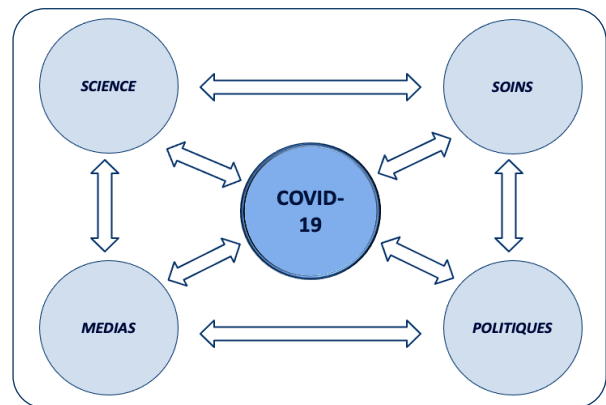 SCIENCE
SOINS
COVID-
19
MEDIAS
POLITIQUES